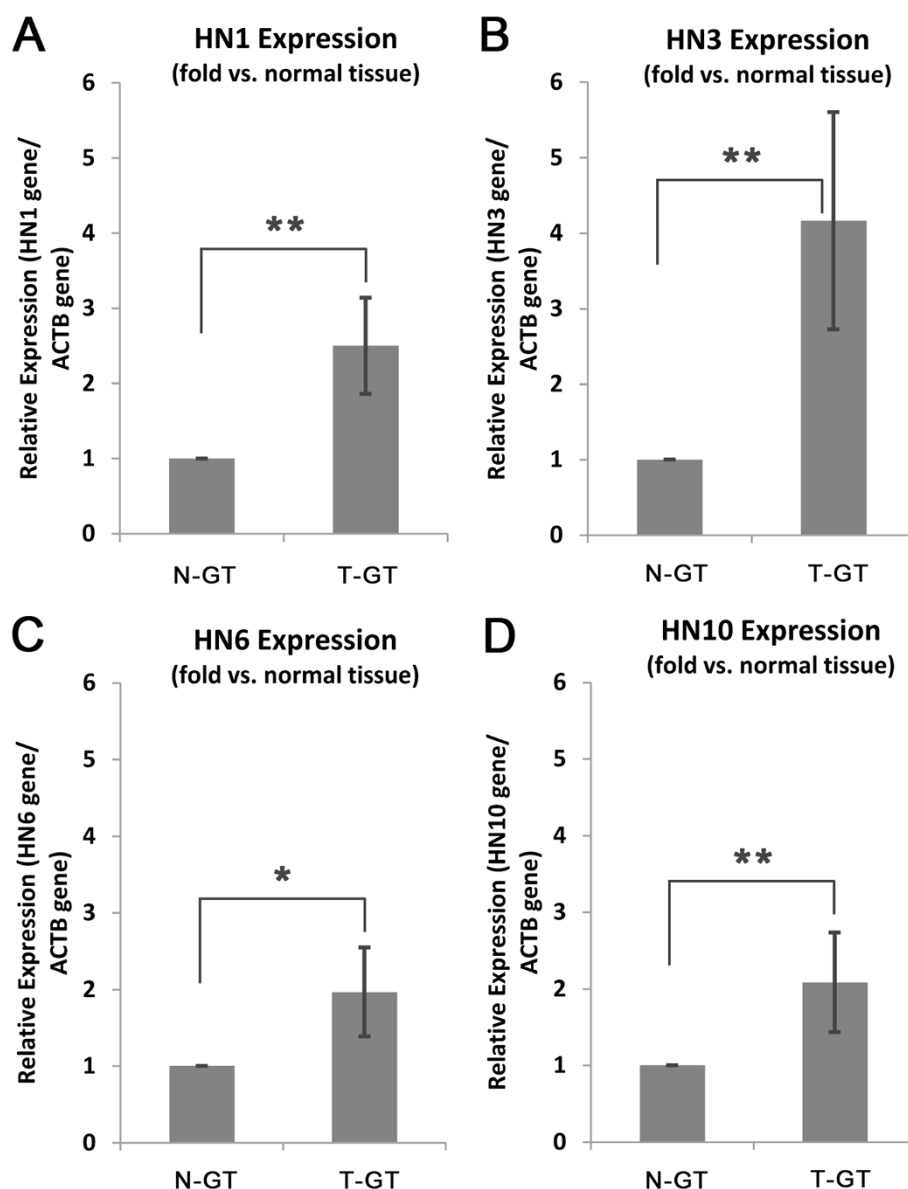 A
HN1 Expression
(fold vs. normal tissue)
Relative Expression (HN1 gene/
ACTB gene)
6
5
4
3
2
1
0
**
N-GT
T-GT
B
HN3 Expression
(fold vs. normal tissue)
Relative Expression (HN3 gene/
ACTB gene)
6
5
4
3
2
1
0
**
N-GT
T-GT
C
HN6 Expression
(fold vs. normal tissue)
Relative Expression (HN6 gene/
ACTB gene)
6
5
4
3
2
1
0
*
N-GT
T-GT
D
HN10 Expression
(fold vs. normal tissue)
Relative Expression (HN10 gene/
ACTB gene)
6
5
4
3
2
1
0
**
N-GT
T-GT